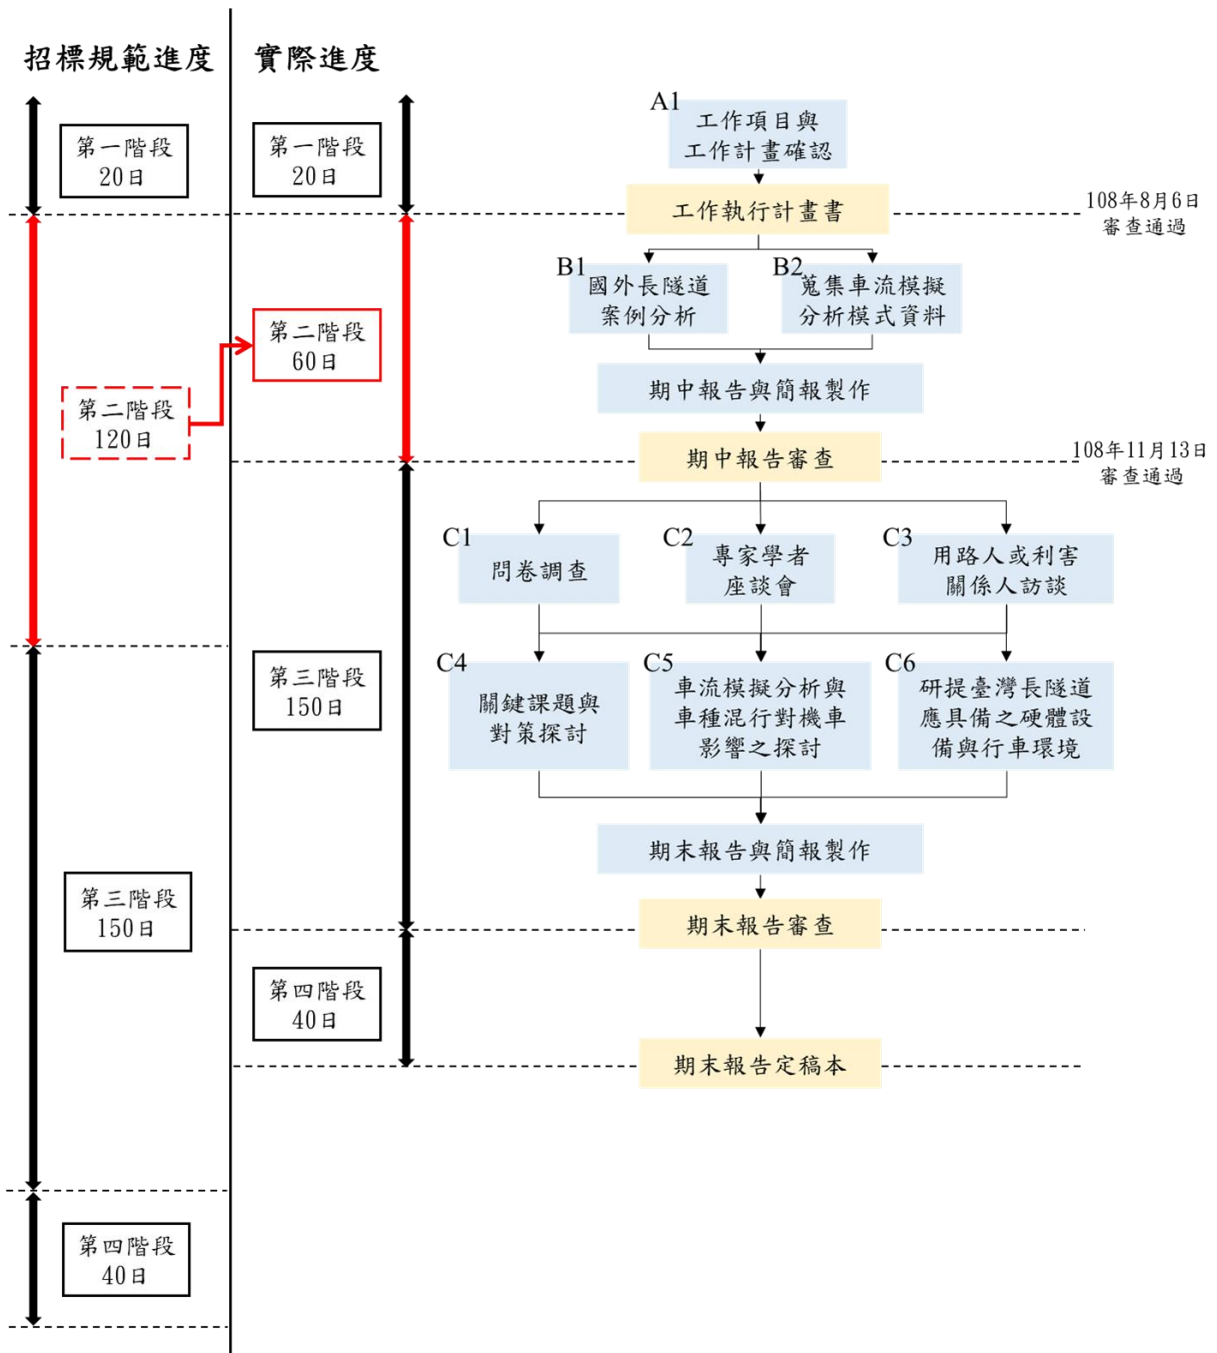 招標規範進度
實際進度
第一階段
20日
第一階段
20日
A1
工作項目與
工作計畫確認
工作執行計畫書
108年8月6日
審查通過
B1
國外長隧道
案例分析
B2
蒐集車流模擬
分析模式資料
第二階段
60日
第二階段
120日
期中報告與簡報製作
期中報告審查
108年11月13日
審查通過
C1
問卷調查
C2
專家學者
座談會
C3
用路人或利害
關係人訪談
第三階段
150日
C4
關鍵課題與
對策探討
C5
車流模擬分析與
車種混行對機車
影響之探討
C6
研提臺灣長隧道
應具備之硬體設
備與行車環境
期末報告與簡報製作
第三階段
150日
期末報告審查
第四階段
40日
期末報告定稿本
第四階段
40日